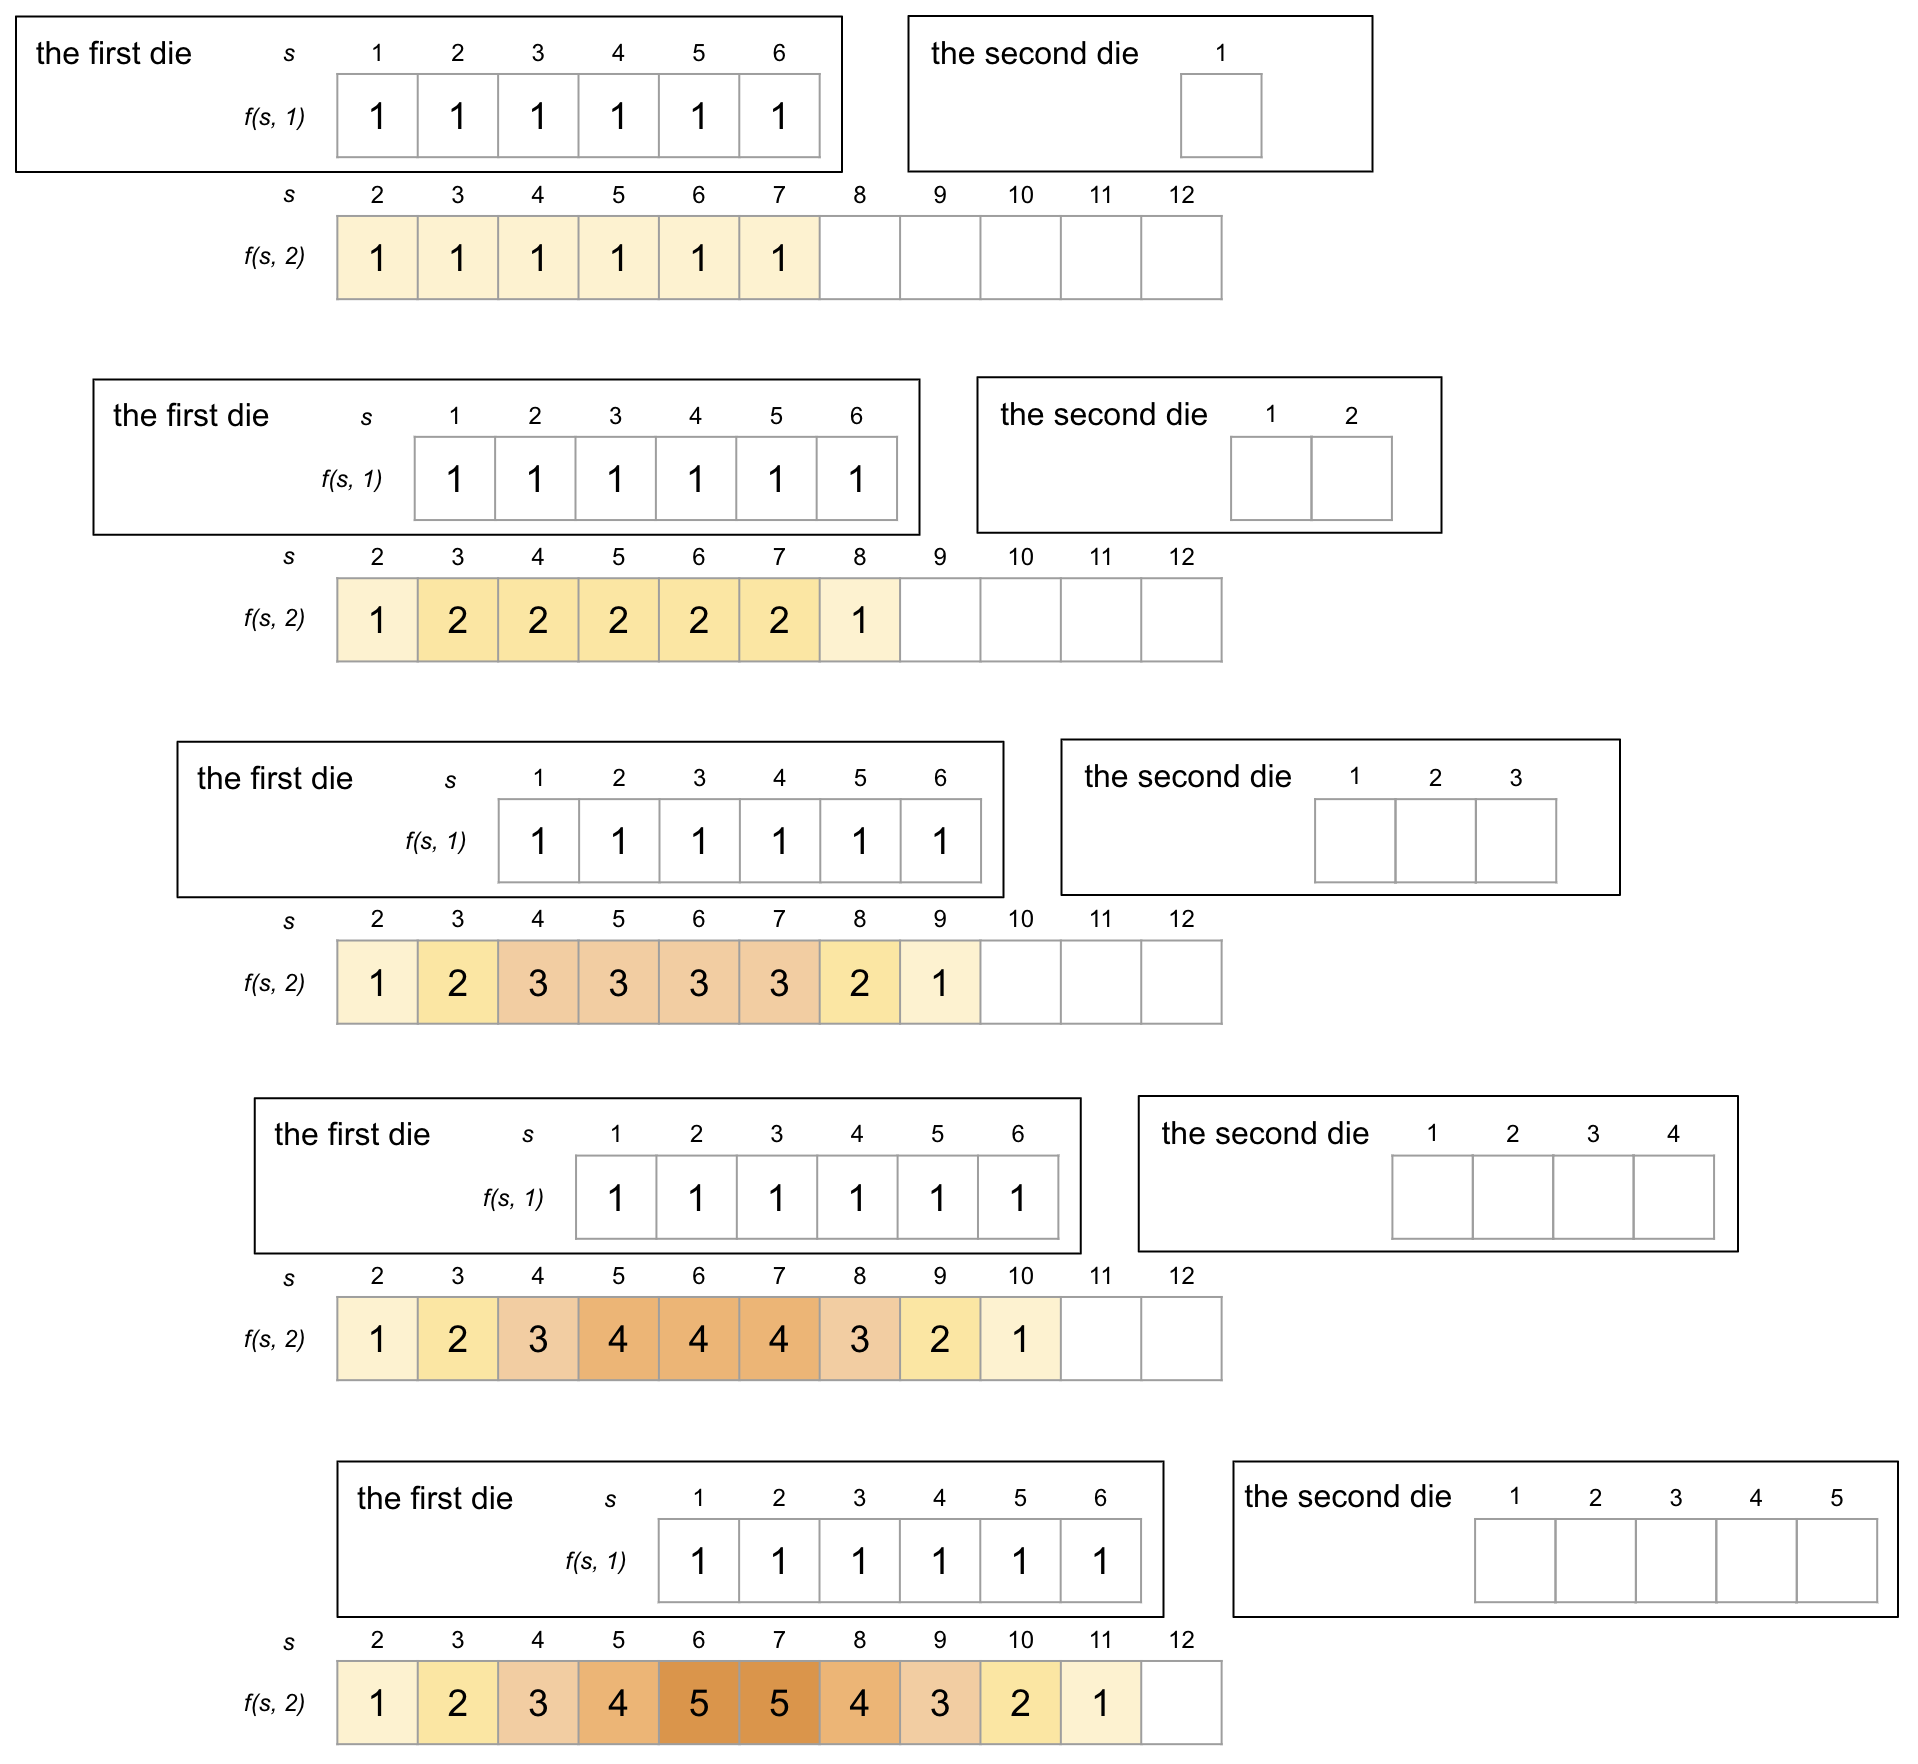 the first die s 1 2 3 4 5 6
f(s, 1) 1 1 1 1 1 1
the second die 1
s 2 3 4 5 6 7 8 9 10 11 12
f(s, 2) 1 1 1 1 1 1
the first die s 1 2 3 4 5 6
f(s, 1) 1 1 1 1 1 1
the second die 1 2
s 2 3 4 5 6 7 8 9 10 11 12
f(s, 2) 1 2 2 2 2 2 1
the first die s 1 2 3 4 5 6
f(s, 1) 1 1 1 1 1 1
the second die 1 2 3
s 2 3 4 5 6 7 8 9 10 11 12
f(s, 2) 1 2 3 3 3 3 2 1
the first die s 1 2 3 4 5 6
f(s, 1) 1 1 1 1 1 1
the second die 1 2 3 4
s 2 3 4 5 6 7 8 9 10 11 12
f(s, 2) 1 2 3 4 4 4 3 2 1
the first die s 1 2 3 4 5 6
f(s, 1) 1 1 1 1 1 1
the second die 1 2 3 4 5
s 2 3 4 5 6 7 8 9 10 11 12
f(s, 2) 1 2 3 4 5 5 4 3 2 1